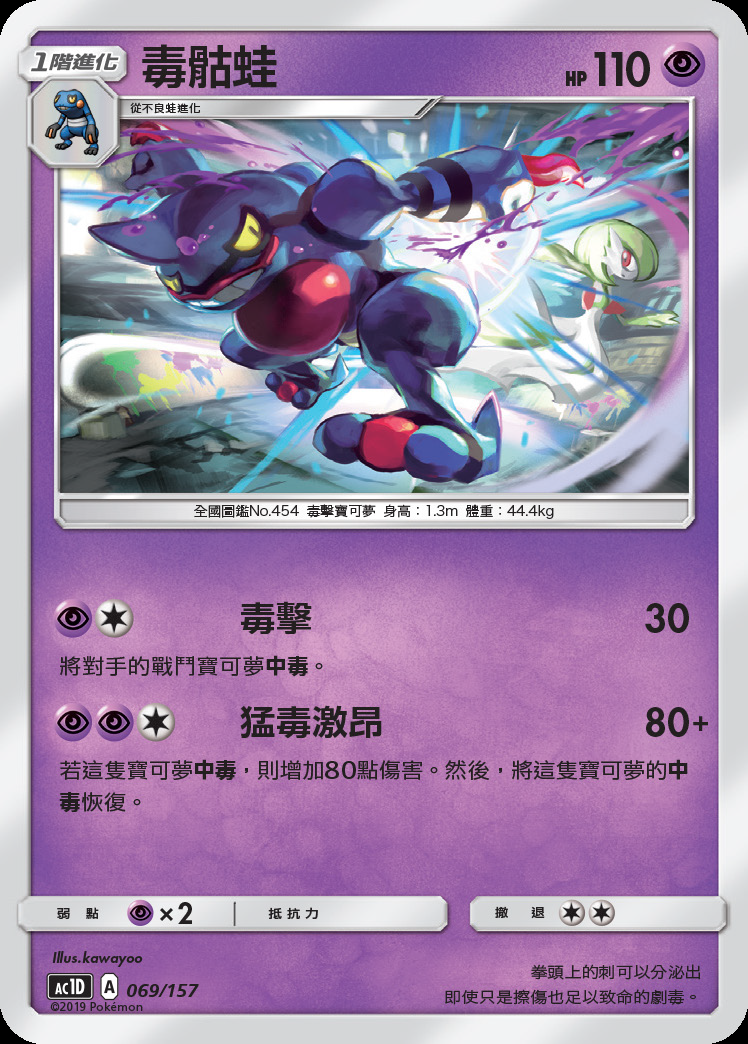 1階進化
毒骷蛙
HP 110
從不良蛙進化
全國圖鑑No.454 毒擊寶可夢 身高：1.3m 體重：44.4kg
毒擊 30
將對手的戰鬥寶可夢中毒。
猛毒激昂 80+
若這隻寶可夢中毒，則增加80點傷害。然後，將這隻寶可夢的中
毒恢復。
弱點 ×2 抵抗力 撤退
Illus.kawayoo
AC1D A 069/157
©2019 Pokémon
拳頭上的刺可以分泌出
即使只是擦傷也足以致命的劇毒。